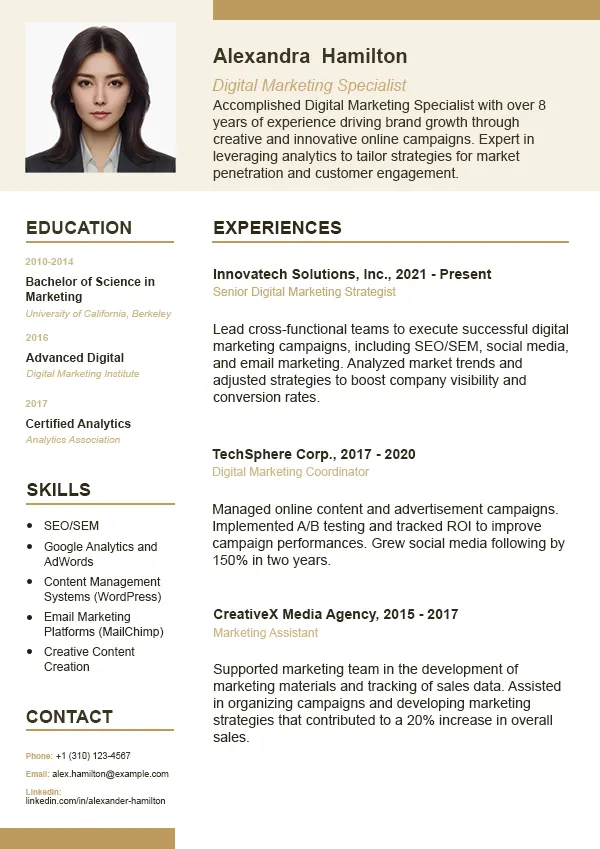 Alexandra Hamilton
Digital Marketing Specialist
Accomplished Digital Marketing Specialist with over 8
years of experience driving brand growth through
creative and innovative online campaigns. Expert in
leveraging analytics to tailor strategies for market
penetration and customer engagement.
EDUCATION
2010-2014
Bachelor of Science in
Marketing
University of California, Berkeley
2016
Advanced Digital
Digital Marketing Institute
2017
Certified Analytics
Analytics Association
SKILLS
• SEO/SEM
• Google Analytics and
AdWords
• Content Management
Systems (WordPress)
• Email Marketing
Platforms (MailChimp)
• Creative Content
Creation
CONTACT
Phone: +1 (310) 123-4567
Email: alex.hamilton@example.com
Linkedin:
linkedin.com/in/alexander-hamilton
EXPERIENCES
Innovatech Solutions, Inc., 2021 - Present
Senior Digital Marketing Strategist
Lead cross-functional teams to execute successful digital
marketing campaigns, including SEO/SEM, social media,
and email marketing. Analyzed market trends and
adjusted strategies to boost company visibility and
conversion rates.
TechSphere Corp., 2017 - 2020
Digital Marketing Coordinator
Managed online content and advertisement campaigns.
Implemented A/B testing and tracked ROI to improve
campaign performances. Grew social media following by
150% in two years.
CreativeX Media Agency, 2015 - 2017
Marketing Assistant
Supported marketing team in the development of
marketing materials and tracking of sales data. Assisted
in organizing campaigns and developing marketing
strategies that contributed to a 20% increase in overall
sales.